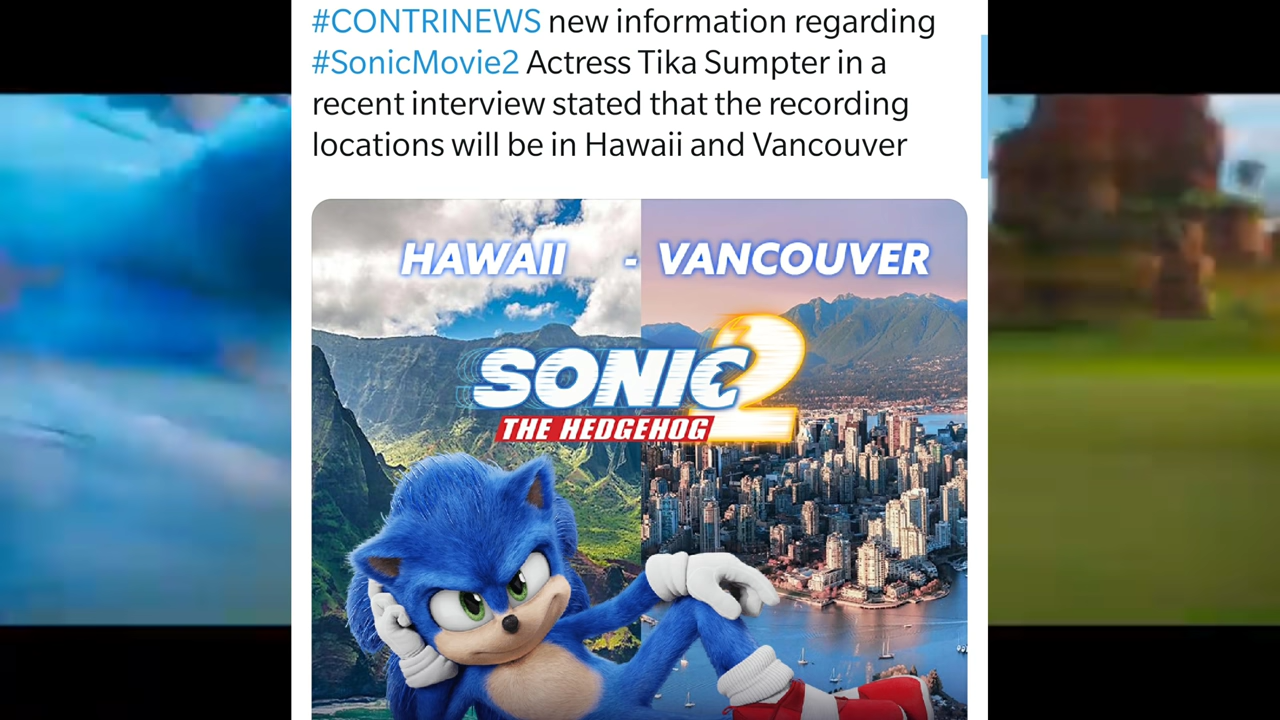 #CONTRINEWS new information regarding
#SonicMovie2 Actress Tika Sumpter in a
recent interview stated that the recording
locations will be in Hawaii and Vancouver
HAWAII - VANCOUVER
SONIC 2
THE HEDGEHOG